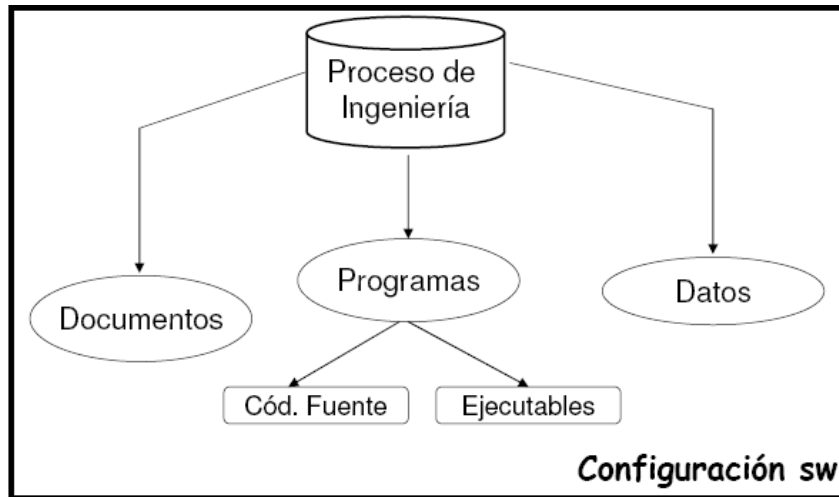 Proceso de
Ingeniería
Documentos
Programas
Datos
Cód. Fuente
Ejecutables
Configuración sw